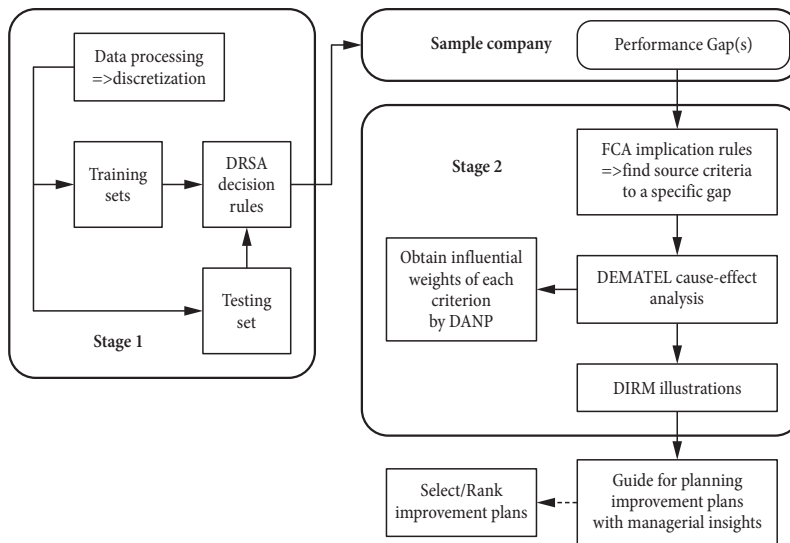 Data processing
=>discretization
Training
sets
DRSA
decision
rules
Testing
set
Stage 1
Sample company
Performance Gap(s)
Stage 2
FCA implication rules
=>find source criteria
to a specific gap
Obtain influential
weights of each
criterion
by DANP
DEMATEL cause-effect
analysis
DIRM illustrations
Select/Rank
improvement plans
Guide for planning
improvement plans
with managerial insights